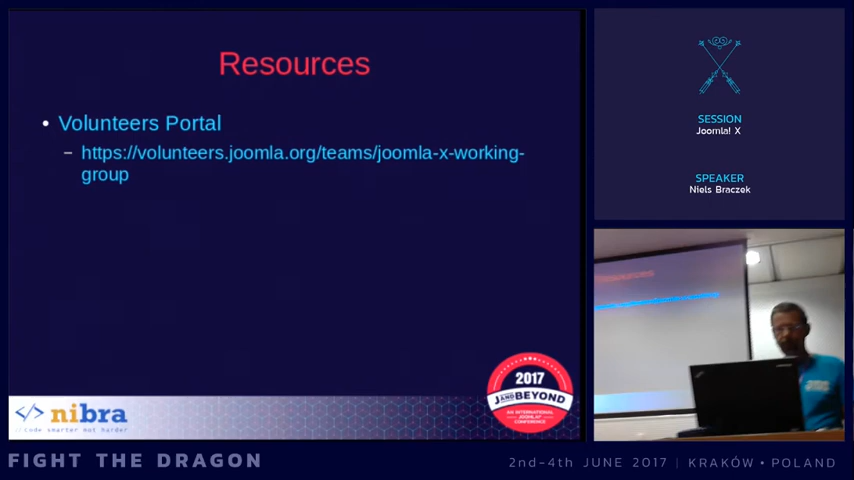 Resources
• Volunteers Portal
– https://volunteers.joomla.org/teams/joomla-x-working-
group
</> nibra
Code smarter not harder
2017
J AND BEYOND
AN INTERNATIONAL
JOOMLA!
CONFERENCE
SESSION
Joomla! X
SPEAKER
Niels Braczek
Resources
FIGHT THE DRAGON
2nd-4th JUNE 2017 | KRAKÓW • POLAND